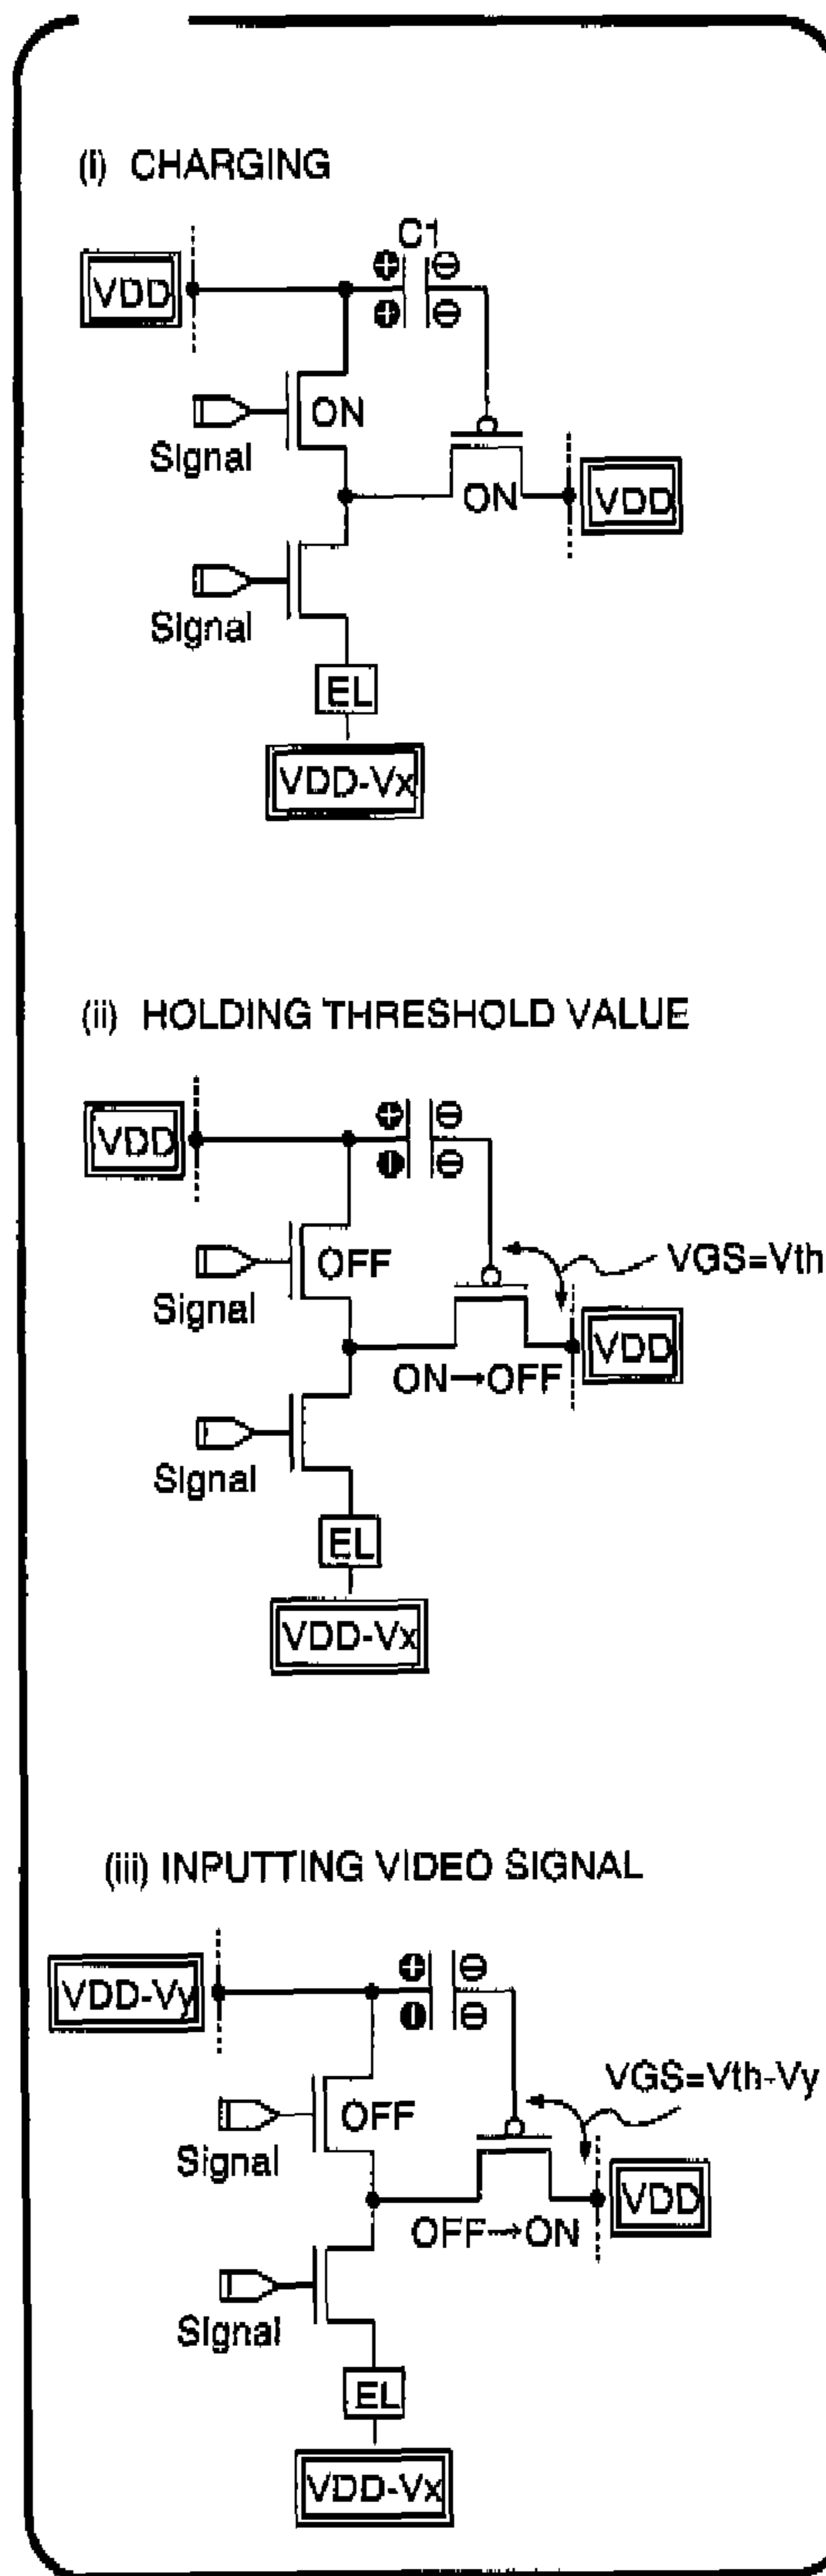 (i) CHARGING
C1
⊕ ⊖
VDD
⊕ ⊖
ON
Signal
ON
VDD
Signal
EL
VDD-Vx
(ii) HOLDING THRESHOLD VALUE
⊕ ⊖
VDD
⊖ ⊖
OFF
VGS=Vth
Signal
VDD
ON→OFF
Signal
EL
VDD-Vx
(iii) INPUTTING VIDEO SIGNAL
⊕ ⊖
VDD-Vy
⊖ ⊖
VGS=Vth-Vy
OFF
Signal
VDD
OFF→ON
Signal
EL
VDD-Vx